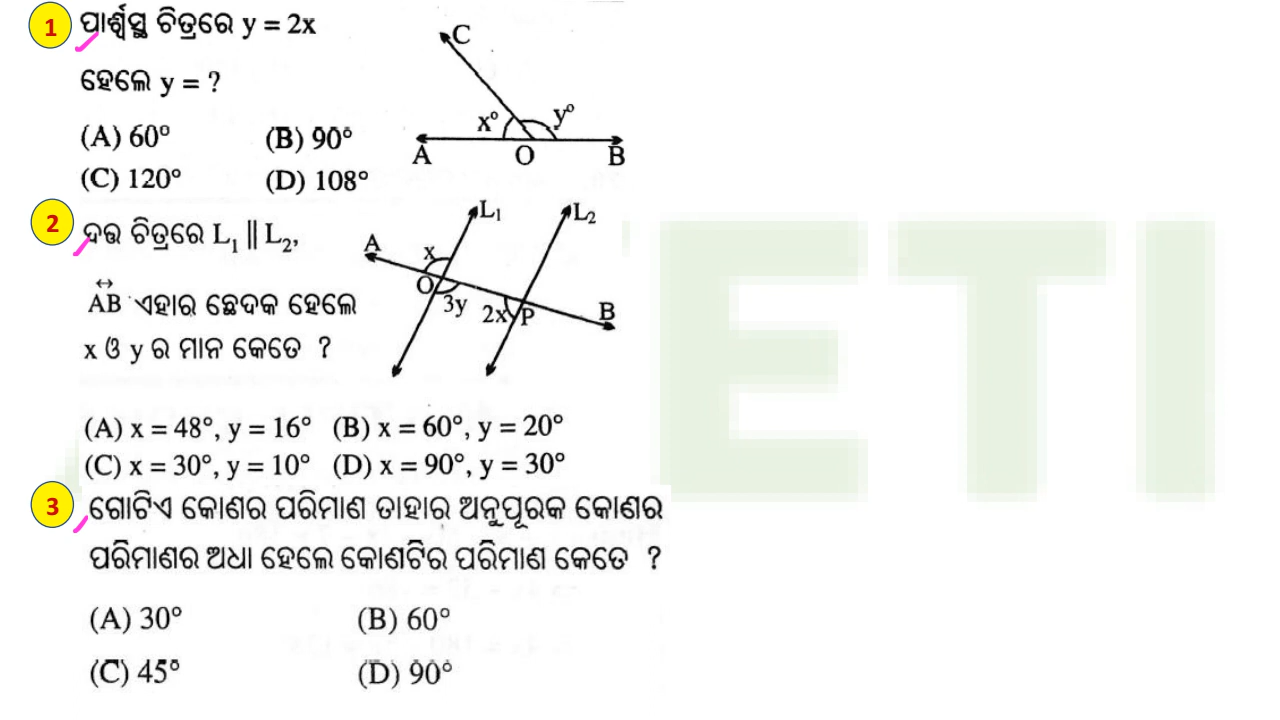 1 ପାର୍ଶ୍ୱସ୍ଥ ଚିତ୍ରରେ y = 2x
ହେଲେ y = ?
(A) 60° (B) 90°
(C) 120° (D) 108°
C
x° y°
A O B
2 ଦତ୍ତ ଚିତ୍ରରେ L₁ || L₂,
↔
AB ଏହାର ଛେଦକ ହେଲେ
x ଓ y ର ମାନ କେତେ ?
L₁ L₂
A x
O 3y 2x P B
(A) x = 48°, y = 16° (B) x = 60°, y = 20°
(C) x = 30°, y = 10° (D) x = 90°, y = 30°
3 ଗୋଟିଏ କୋଣର ପରିମାଣ ତାହାର ଅନୁପୂରକ କୋଣର
ପରିମାଣର ଅଧା ହେଲେ କୋଣଟିର ପରିମାଣ କେତେ ?
(A) 30° (B) 60°
(C) 45° (D) 90°
ETI